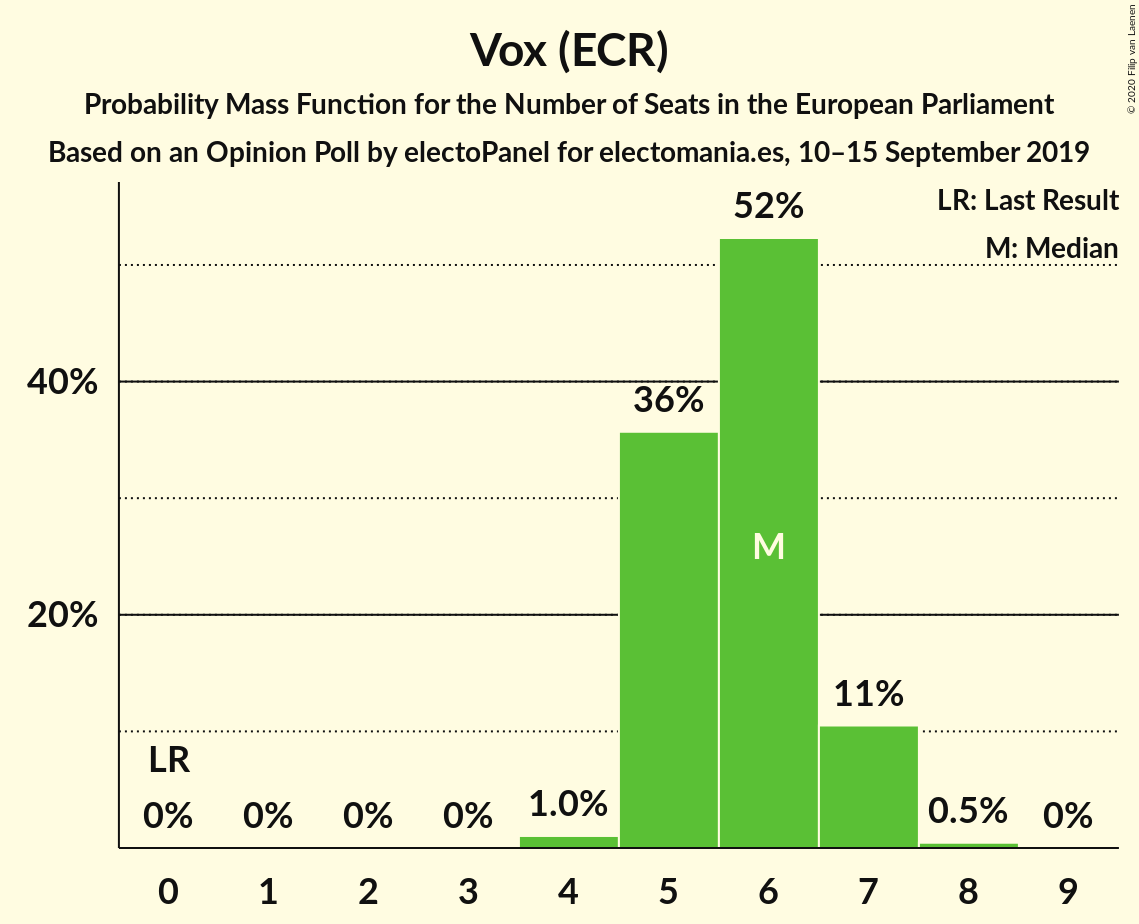 © 2020 Filip van Laenen
Vox (ECR)
Probability Mass Function for the Number of Seats in the European Parliament
Based on an Opinion Poll by electoPanel for electomania.es, 10–15 September 2019
LR: Last Result
M: Median
52%
40%
36%
M
20%
11%
LR
0% 0% 0% 0% 1.0% 0.5% 0%
0 1 2 3 4 5 6 7 8 9